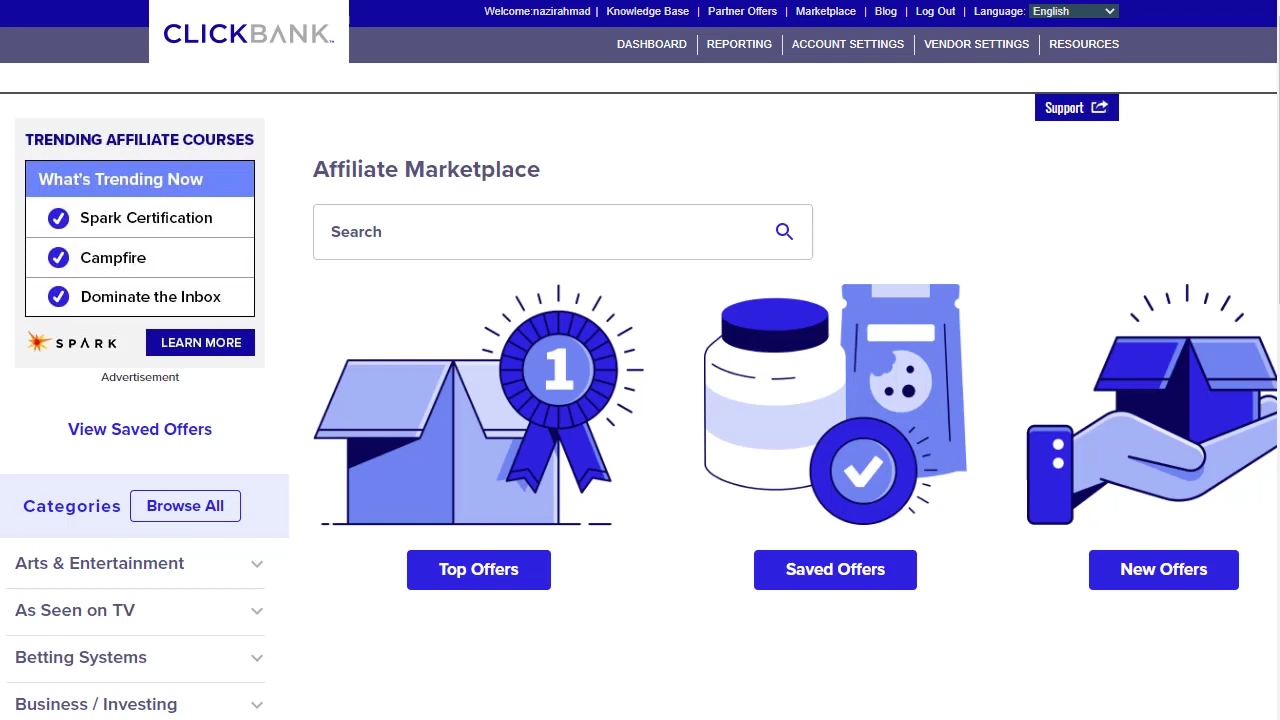 Welcome:nazirahmad | Knowledge Base | Partner Offers | Marketplace | Blog | Log Out | Language: English
CLICKBANK™
DASHBOARD | REPORTING | ACCOUNT SETTINGS | VENDOR SETTINGS | RESOURCES
Support
TRENDING AFFILIATE COURSES
What's Trending Now
Spark Certification
Campfire
Dominate the Inbox
SPARK LEARN MORE
Advertisement
View Saved Offers
Categories Browse All
Arts & Entertainment
As Seen on TV
Betting Systems
Business / Investing
Affiliate Marketplace
Search
1
Top Offers Saved Offers New Offers